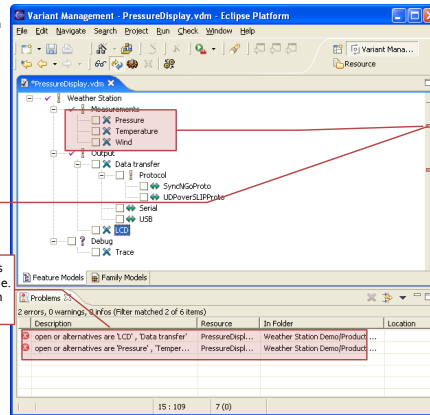 Variant Management - PressureDisplay.vdm - Eclipse Platform
File Edit Navigate Search Project Run Check Window Help
Variant Mana...
Resource
*PressureDisplay.vdm
Weather Station
Measurements
Pressure
Temperature
Wind
Output
Data transfer
Protocol
SyncNGoProto
UDPoverSLIPProto
Serial
USB
LCD
Debug
Trace
Feature Models Family Models
Problems
2 errors, 0 warnings, 0 infos (Filter matched 2 of 6 items)
Description Resource In Folder Location
open or alternatives are 'LCD' , 'Data transfer' PressureDispl... Weather Station Demo/Product ...
open or alternatives are 'Pressure' , 'Temper... PressureDispl... Weather Station Demo/Product ...
15 : 109 7 (0)